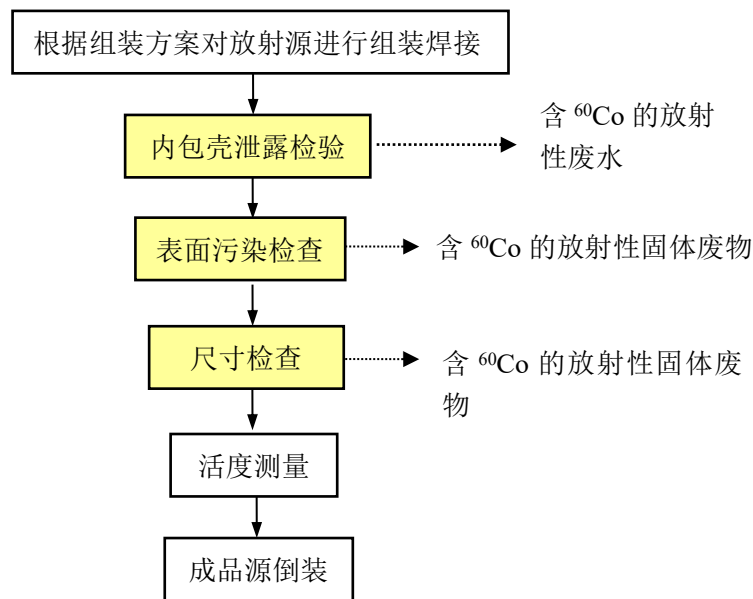 根据组装方案对放射源进行组装焊接
含 ⁶⁰Co 的放射
性废水
内包壳泄露检验
表面污染检查
含 ⁶⁰Co 的放射性固体废物
尺寸检查
含 ⁶⁰Co 的放射性固体废
物
活度测量
成品源倒装